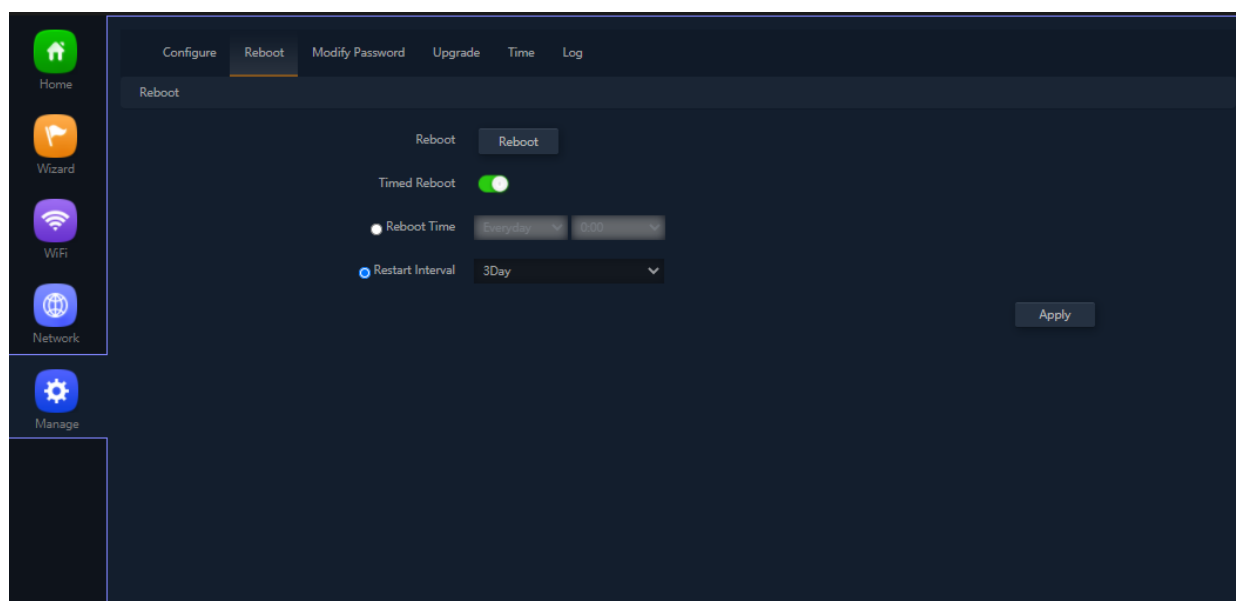 Home
Wizard
WiFi
Network
Manage
Configure Reboot Modify Password Upgrade Time Log
Reboot
Reboot Reboot
Timed Reboot
Reboot Time Everyday 0:00
Restart Interval 3Day
Apply